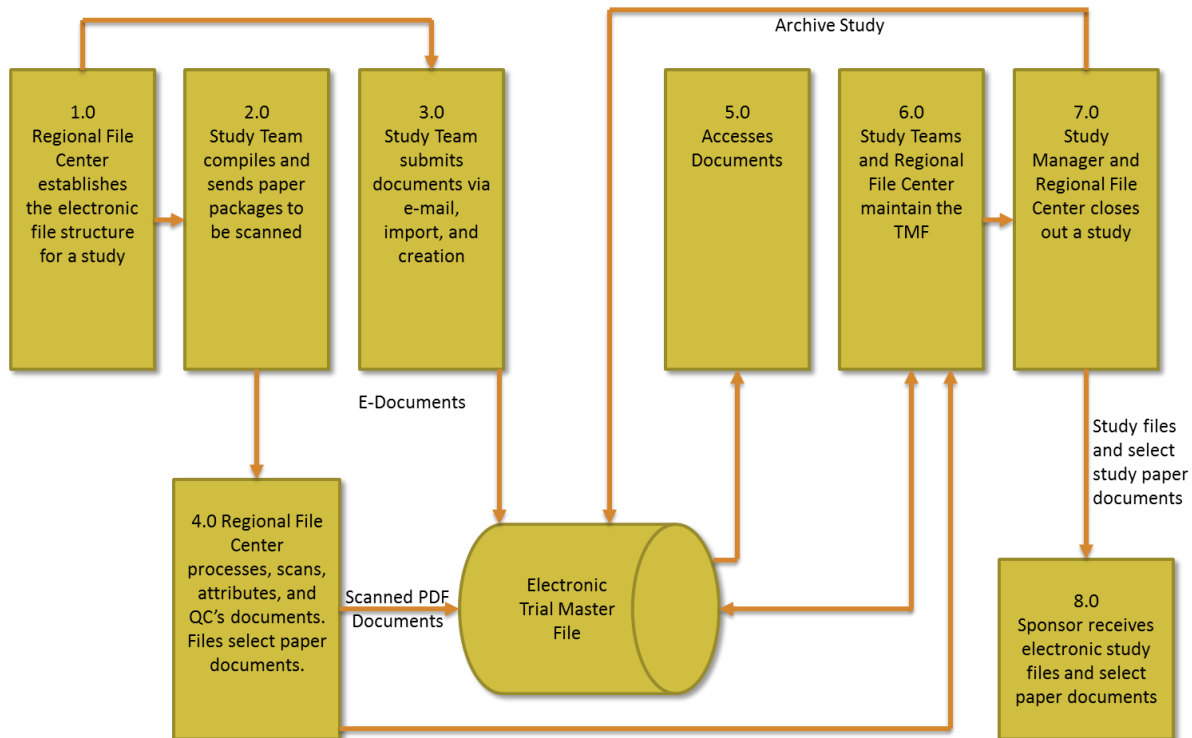 Archive Study
1.0
Regional File
Center
establishes
the electronic
file structure
for a study
2.0
Study Team
compiles and
sends paper
packages to
be scanned
3.0
Study Team
submits
documents via
e-mail,
import, and
creation
5.0
Accesses
Documents
6.0
Study Teams
and Regional
File Center
maintain the
TMF
7.0
Study
Manager and
Regional File
Center closes
out a study
E-Documents
Study files
and select
study paper
documents
4.0 Regional File
Center
processes, scans,
attributes, and
QC's documents.
Files select paper
documents.
Scanned PDF
Documents
Electronic
Trial Master
File
8.0
Sponsor receives
electronic study
files and select
paper documents